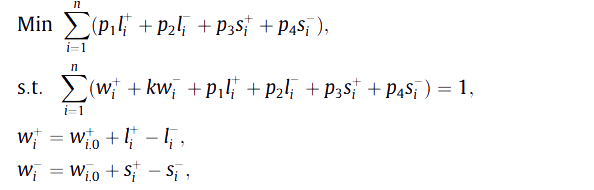 Min ∑_{i=1}^{n} (p₁l_i^+ + p₂l_i^- + p₃s_i^+ + p₄s_i^-),
s.t. ∑_{i=1}^{n} (w_i^+ + kw_i^- + p₁l_i^+ + p₂l_i^- + p₃s_i^+ + p₄s_i^-) = 1,
w_i^+ = w_{i,0}^+ + l_i^+ − l_i^-,
w_i^- = w_{i,0}^- + s_i^+ − s_i^-,